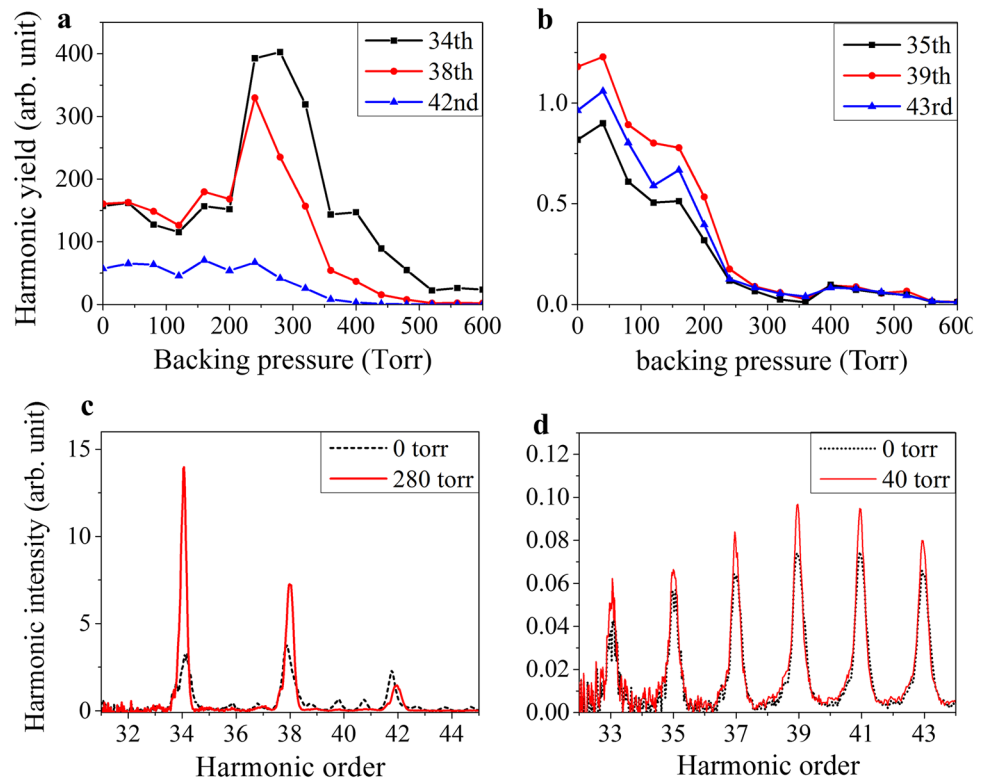 a
34th
38th
42nd
Harmonic yield (arb. unit)
400
300
200
100
0
0 100 200 300 400 500 600
Backing pressure (Torr)
b
35th
39th
43rd
1.0
0.5
0.0
0 100 200 300 400 500 600
backing pressure (Torr)
c
0 torr
280 torr
Harmonic intensity (arb. unit)
15
10
5
0
32 34 36 38 40 42 44
Harmonic order
d
0 torr
40 torr
0.12
0.10
0.08
0.06
0.04
0.02
0.00
33 35 37 39 41 43
Harmonic order